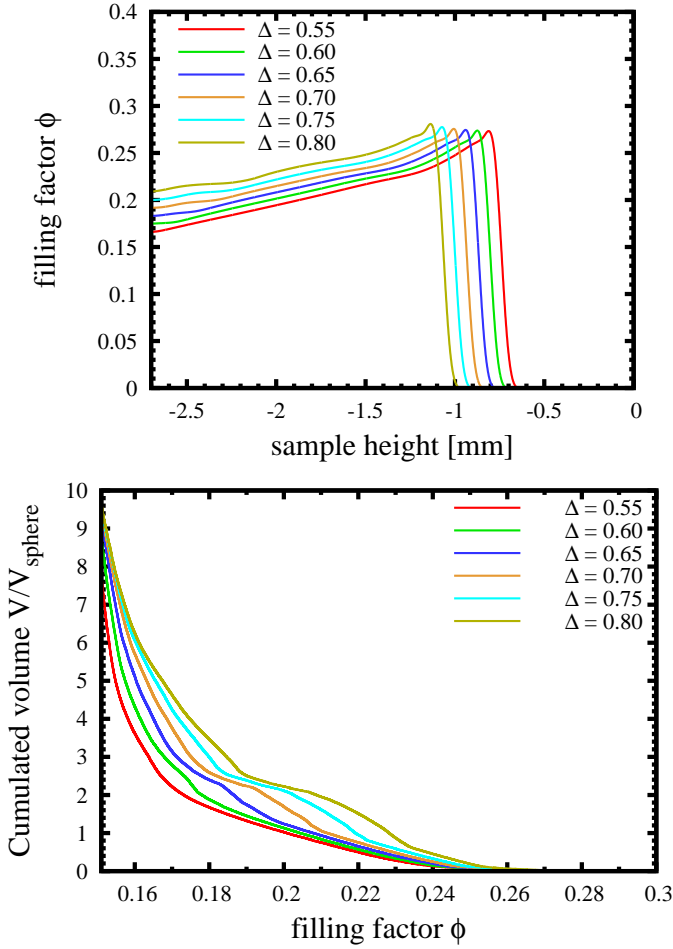 0.4
0.35
0.3
0.25
0.2
0.15
0.1
0.05
0
filling factor ϕ
Δ = 0.55
Δ = 0.60
Δ = 0.65
Δ = 0.70
Δ = 0.75
Δ = 0.80
-2.5 -2 -1.5 -1 -0.5 0
sample height [mm]
10
9
8
7
6
5
4
3
2
1
0
Cumulated volume V/V_sphere
Δ = 0.55
Δ = 0.60
Δ = 0.65
Δ = 0.70
Δ = 0.75
Δ = 0.80
0.16 0.18 0.2 0.22 0.24 0.26 0.28 0.3
filling factor ϕ